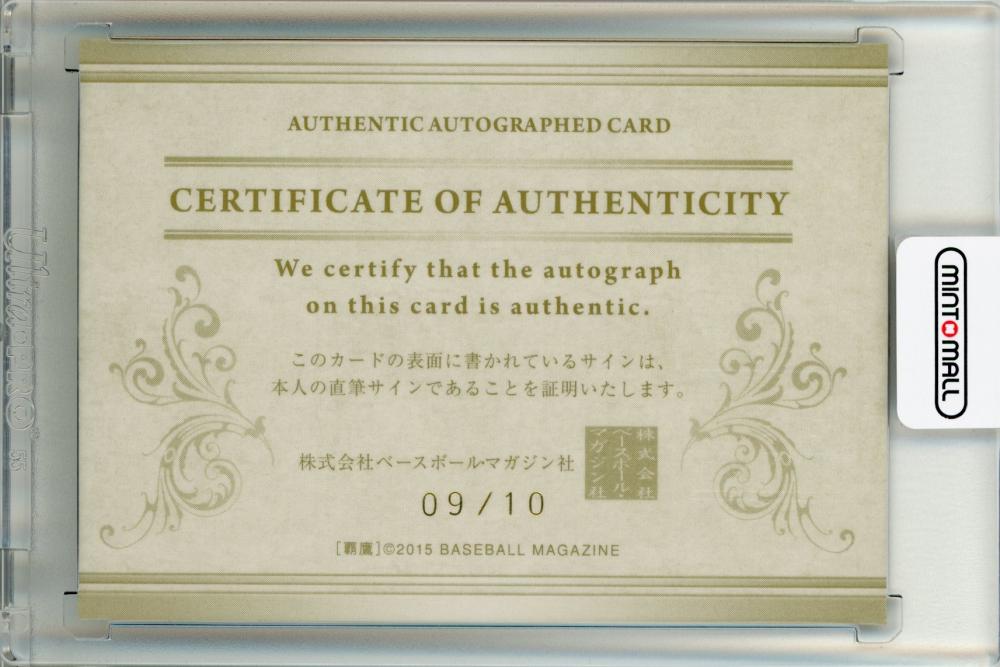 AUTHENTIC AUTOGRAPHED CARD
CERTIFICATE OF AUTHENTICITY
We certify that the autograph
on this card is authentic.
このカードの表面に書かれているサインは、
本人の直筆サインであることを証明いたします。
株式会社ベースボール・マガジン社
株式会社
ベースボール・
マガジン社
09/10
[覇鷹]©2015 BASEBALL MAGAZINE
MINTOMALL
Ultra PRO®
55